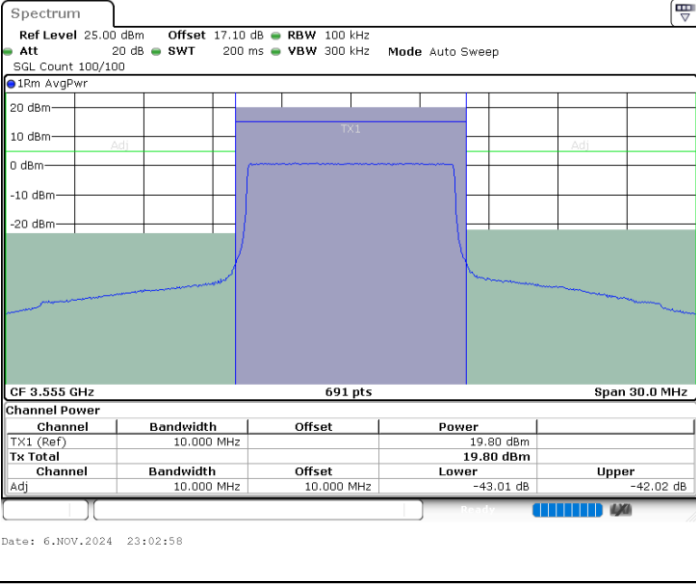 Spectrum
Ref Level 25.00 dBm Offset 17.10 dB RBW 100 kHz
Att 20 dB SWT 200 ms VBW 300 kHz Mode Auto Sweep
SGL Count 100/100
1Rm AvgPwr
20 dBm
TX1
10 dBm
Adj Adj
0 dBm
-10 dBm
-20 dBm
CF 3.555 GHz 691 pts Span 30.0 MHz
Channel Power
Channel Bandwidth Offset Power
TX1 (Ref) 10.000 MHz 19.80 dBm
Tx Total 19.80 dBm
Channel Bandwidth Offset Lower Upper
Adj 10.000 MHz 10.000 MHz -43.01 dB -42.02 dB
Ready
Date: 6.NOV.2024 23:02:58